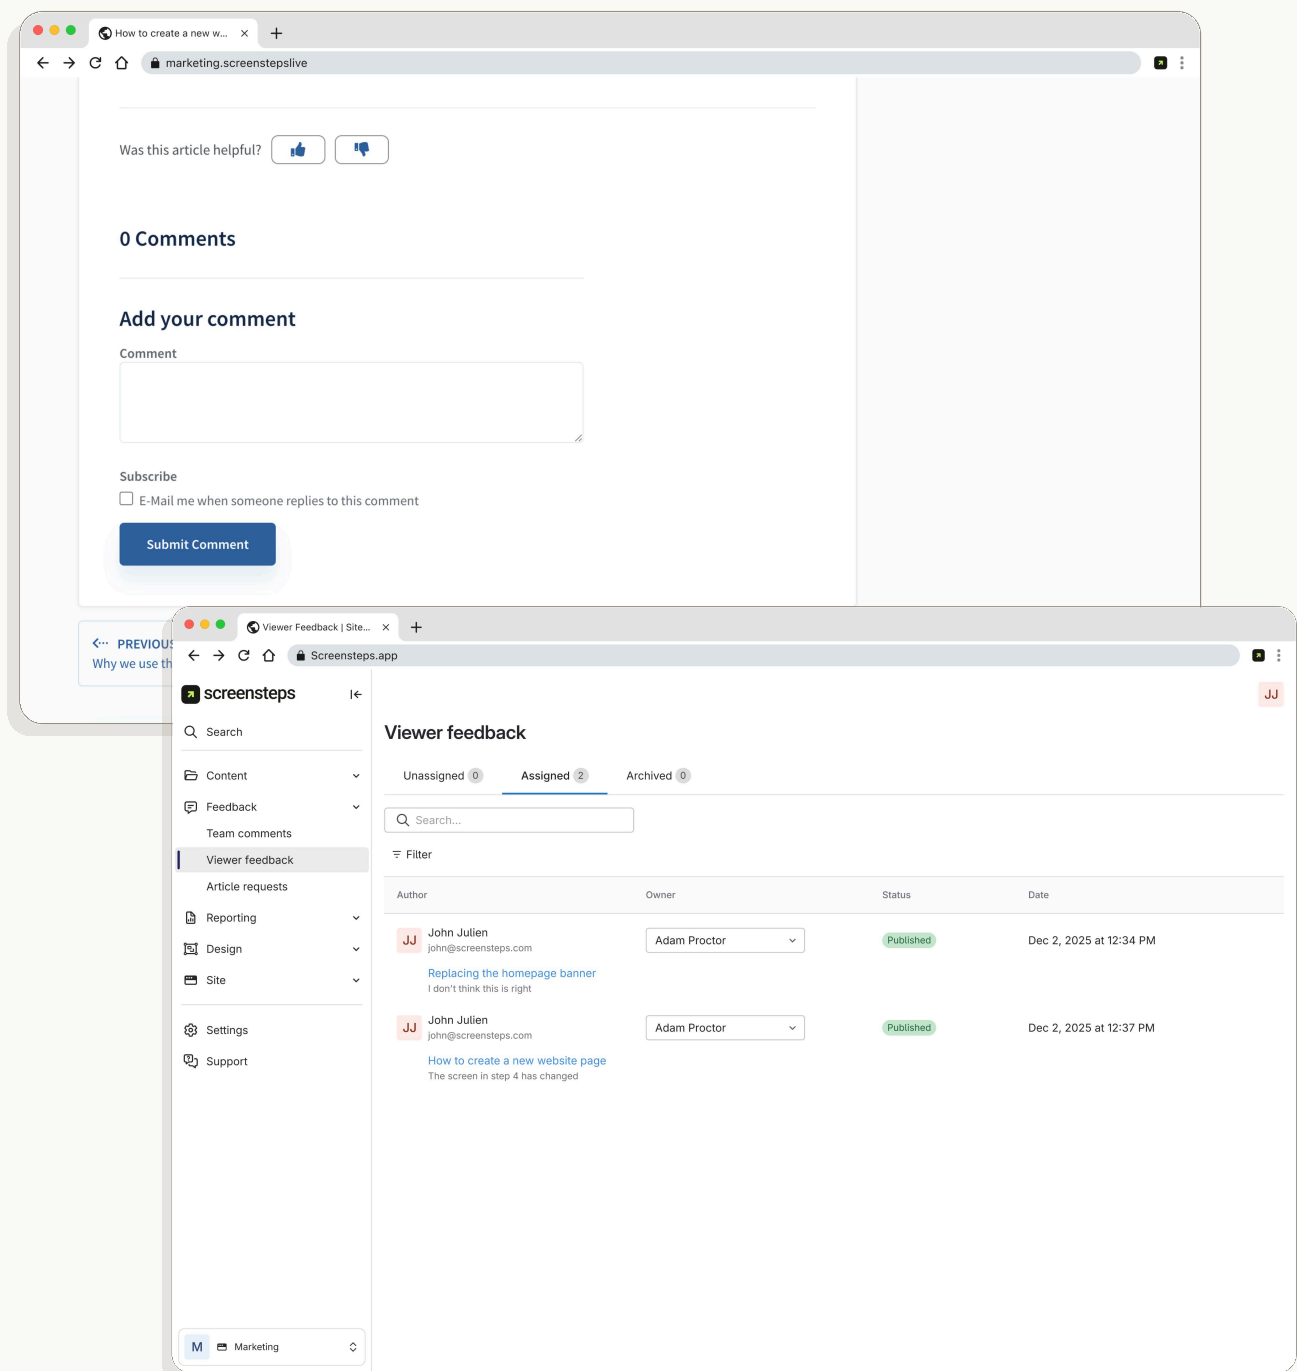 How to create a new w...
marketing.screenstepslive
Was this article helpful?
0 Comments
Add your comment
Comment
Subscribe
E-Mail me when someone replies to this comment
Submit Comment
PREVIOUS
Why we use th
Viewer Feedback | Site...
Screensteps.app
screensteps
JJ
Search
Content
Feedback
Team comments
Viewer feedback
Article requests
Reporting
Design
Site
Settings
Support
M Marketing
Viewer feedback
Unassigned 0 Assigned 2 Archived 0
Search...
Filter
Author Owner Status Date
JJ John Julien Adam Proctor Published Dec 2, 2025 at 12:34 PM
john@screensteps.com
Replacing the homepage banner
I don't think this is right
JJ John Julien Adam Proctor Published Dec 2, 2025 at 12:37 PM
john@screensteps.com
How to create a new website page
The screen in step 4 has changed